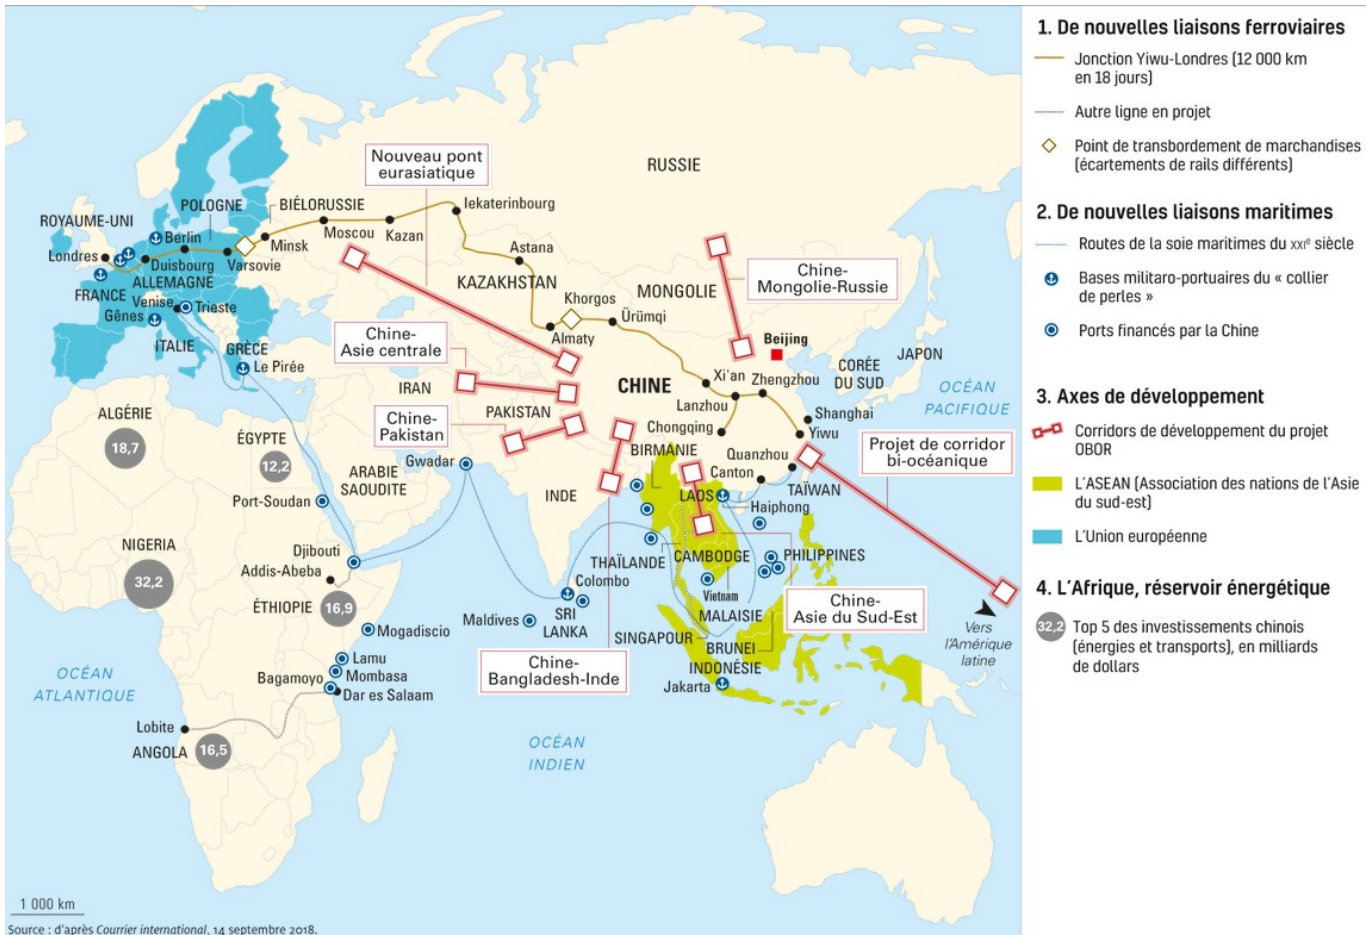 Nouveau pont
eurasiatique
RUSSIE
ROYAUME-UNI
POLOGNE
BIÉLORUSSIE
Iekaterinbourg
Londres
Berlin
Minsk
Moscou
Kazan
Duisbourg
Varsovie
ALLEMAGNE
Astana
KAZAKHSTAN
MONGOLIE
Chine-
Mongolie-Russie
FRANCE
Venise
Trieste
Gênes
ITALIE
GRÈCE
Le Pirée
Khorgos
Ürümqi
Almaty
Beijing
CORÉE
DU SUD
JAPON
OCÉAN
PACIFIQUE
Chine-
Asie centrale
IRAN
CHINE
Xi'an
Zhengzhou
Lanzhou
Shanghai
Chongqing
Yiwu
ALGÉRIE
18,7
ÉGYPTE
12,2
Chine-
Pakistan
PAKISTAN
Gwadar
ARABIE
SAOUDITE
INDE
BIRMANIE
Quanzhou
Canton
Projet de corridor
bi-océanique
TAÏWAN
LAOS
Haiphong
Port-Soudan
NIGERIA
32,2
Djibouti
Addis-Abeba
ÉTHIOPIE
16,9
THAÏLANDE
CAMBODGE
PHILIPPINES
Vietnam
Colombo
Maldives
SRI
LANKA
MALAISIE
Chine-
Asie du Sud-Est
Vers
l'Amérique
latine
Mogadiscio
SINGAPOUR
BRUNEI
INDONÉSIE
Jakarta
Chine-
Bangladesh-Inde
Lamu
Mombasa
Bagamoyo
Dar es Salaam
OCÉAN
ATLANTIQUE
Lobite
ANGOLA
16,5
OCÉAN
INDIEN
1 000 km
Source : d'après Courrier international, 14 septembre 2018.
1. De nouvelles liaisons ferroviaires
Jonction Yiwu-Londres (12 000 km
en 18 jours)
Autre ligne en projet
Point de transbordement de marchandises
(écartements de rails différents)
2. De nouvelles liaisons maritimes
Routes de la soie maritimes du XXIe siècle
Bases militaro-portuaires du « collier
de perles »
Ports financés par la Chine
3. Axes de développement
Corridors de développement du projet
OBOR
L'ASEAN (Association des nations de l'Asie
du sud-est)
L'Union européenne
4. L'Afrique, réservoir énergétique
32,2
Top 5 des investissements chinois
(énergies et transports), en milliards
de dollars